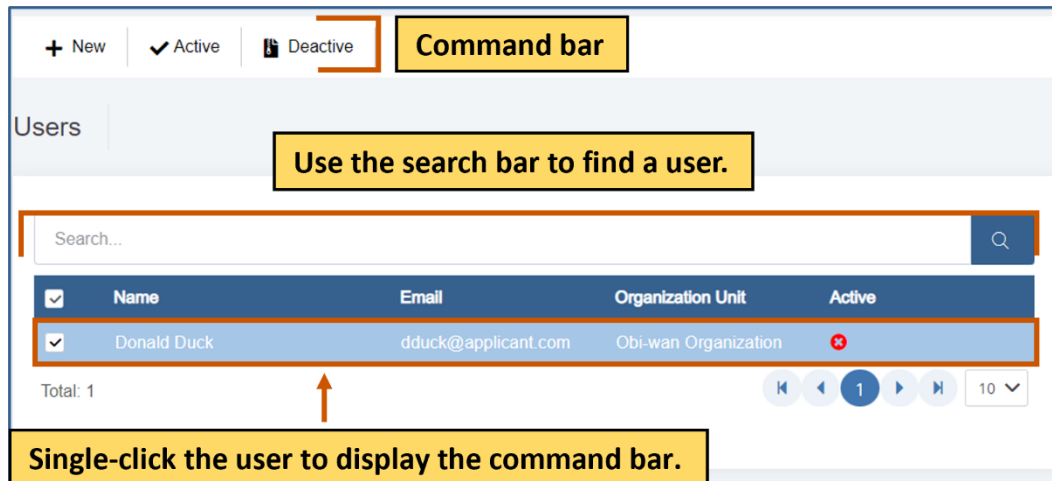 New Active Deactive Command bar
Users
Use the search bar to find a user.
Search...
Name Email Organization Unit Active
Donald Duck dduck@applicant.com Obi-wan Organization
Total: 1 1 10
Single-click the user to display the command bar.